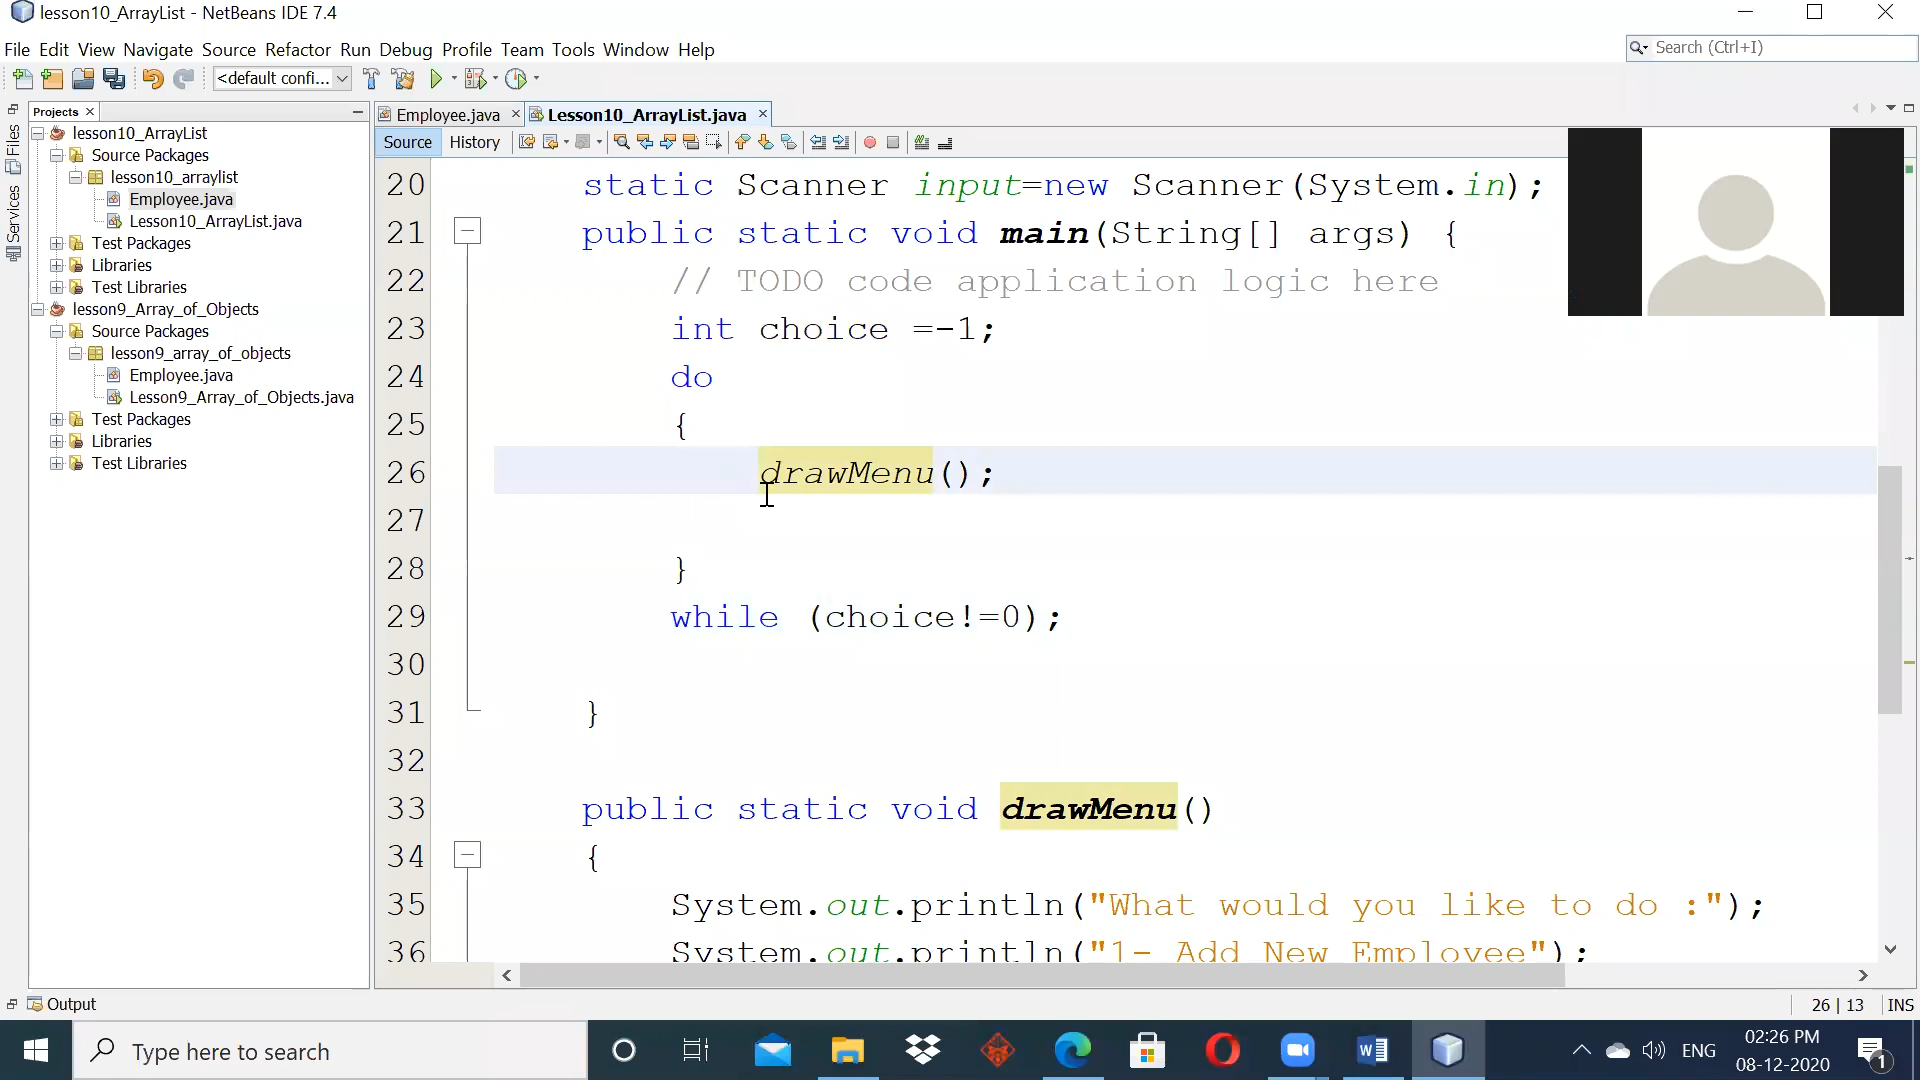 lesson10_ArrayList - NetBeans IDE 7.4
File Edit View Navigate Source Refactor Run Debug Profile Team Tools Window Help
Search (Ctrl+I)
<default confi...
Files
Services
Projects
lesson10_ArrayList
Source Packages
lesson10_arraylist
Employee.java
Lesson10_ArrayList.java
Test Packages
Libraries
Test Libraries
lesson9_Array_of_Objects
Source Packages
lesson9_array_of_objects
Employee.java
Lesson9_Array_of_Objects.java
Test Packages
Libraries
Test Libraries
Employee.java Lesson10_ArrayList.java
Source History
20 static Scanner input=new Scanner(System.in);
21 public static void main(String[] args) {
22 // TODO code application logic here
23 int choice =-1;
24 do
25 {
26 drawMenu();
27
28 }
29 while (choice!=0);
30
31 }
32
33 public static void drawMenu()
34 {
35 System.out.println("What would you like to do :");
36 System.out.println("1- Add New Employee");
Output
26 | 13 INS
Type here to search
ENG
02:26 PM
08-12-2020
1